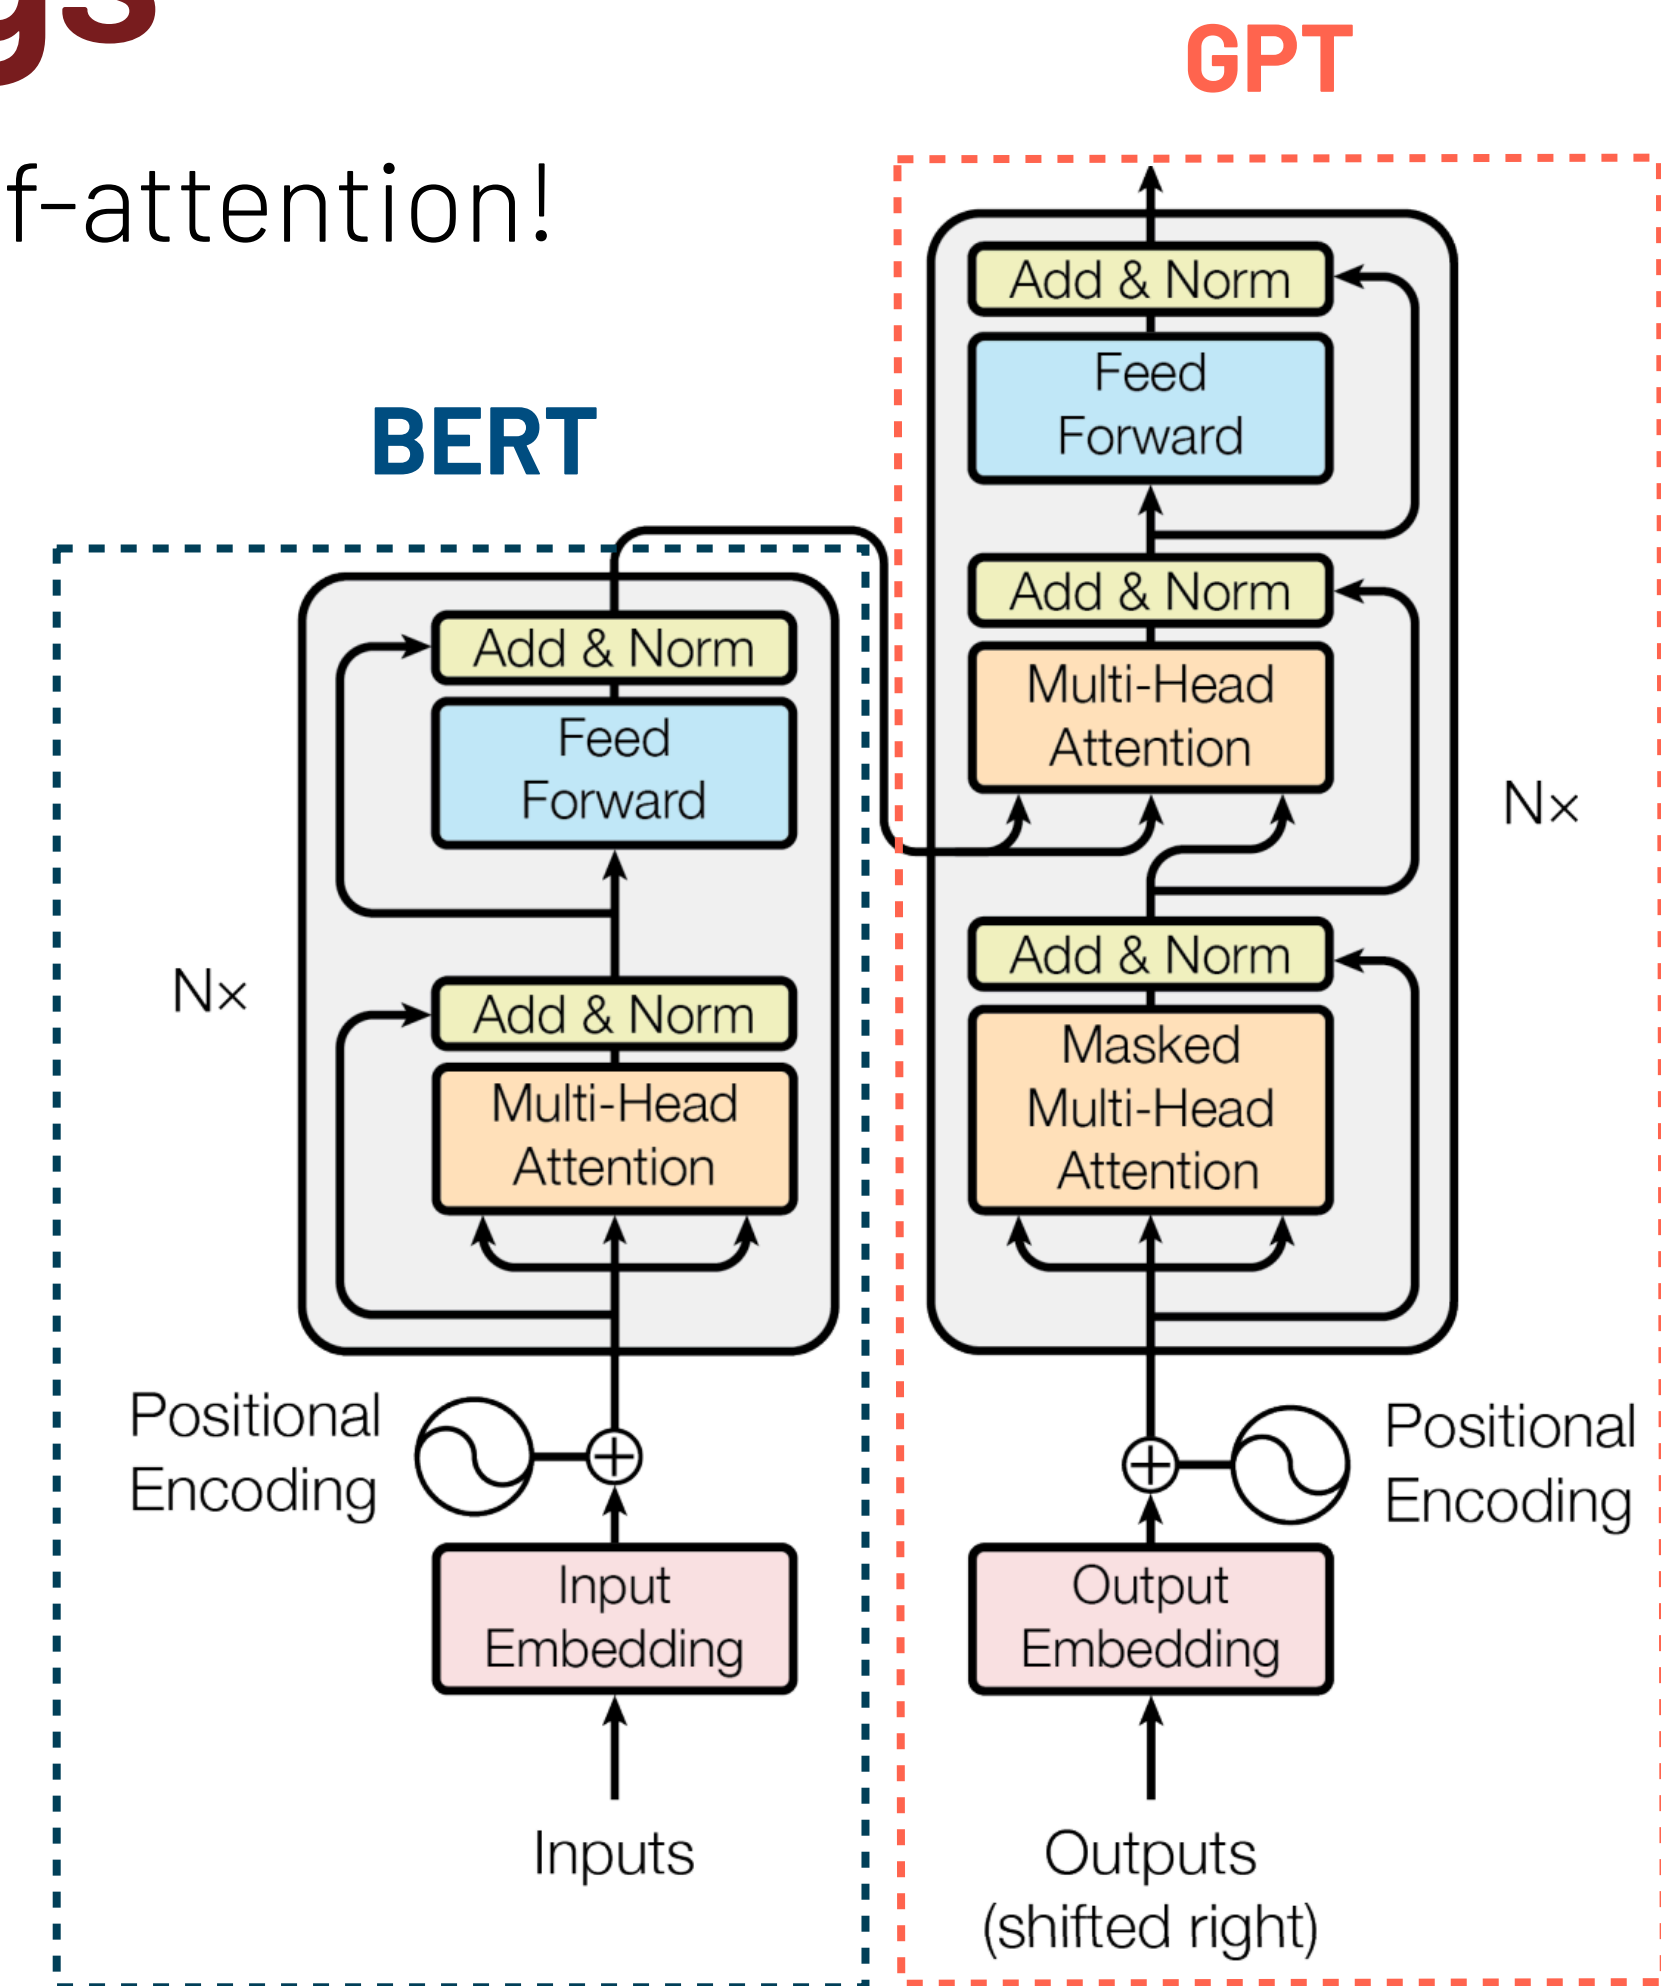 gs
f-attention!
GPT
Add & Norm
Feed
Forward
Add & Norm
Multi-Head
Attention
Nx
Add & Norm
Masked
Multi-Head
Attention
Positional
Encoding
Output
Embedding
Outputs
(shifted right)
BERT
Add & Norm
Feed
Forward
Nx
Add & Norm
Multi-Head
Attention
Positional
Encoding
Input
Embedding
Inputs